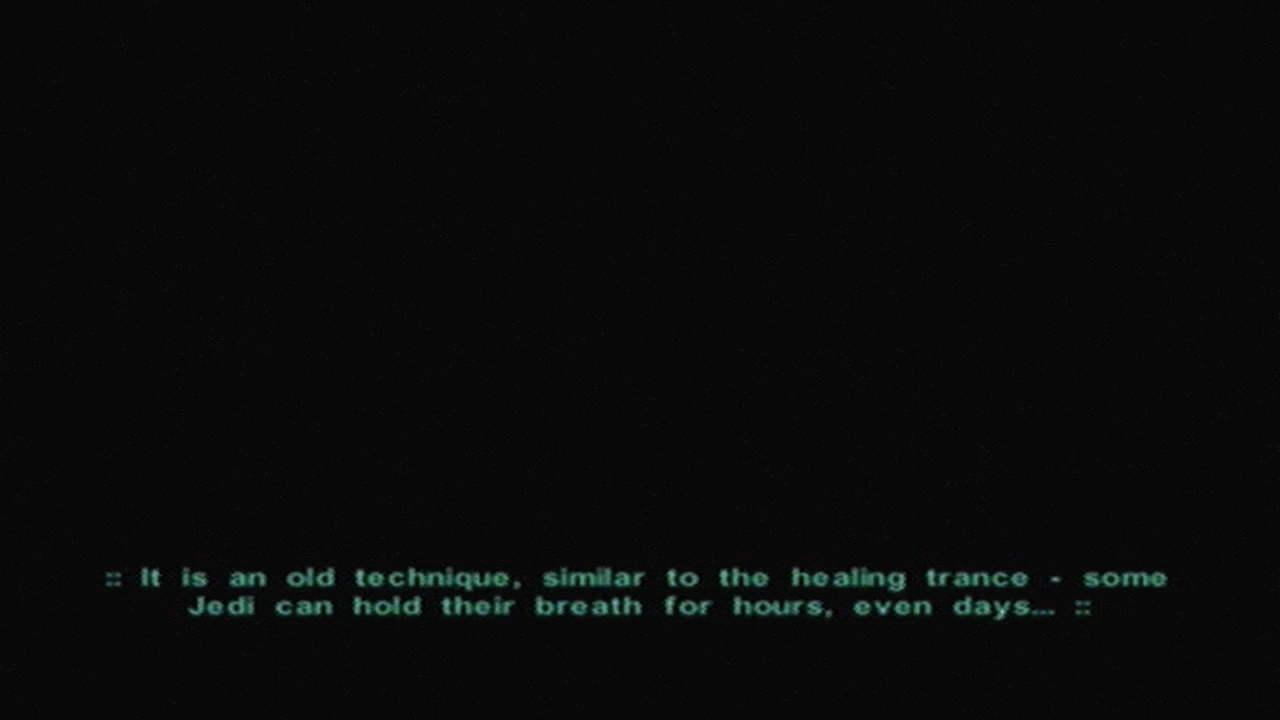 :: It is an old technique, similar to the healing trance - some
Jedi can hold their breath for hours, even days... ::